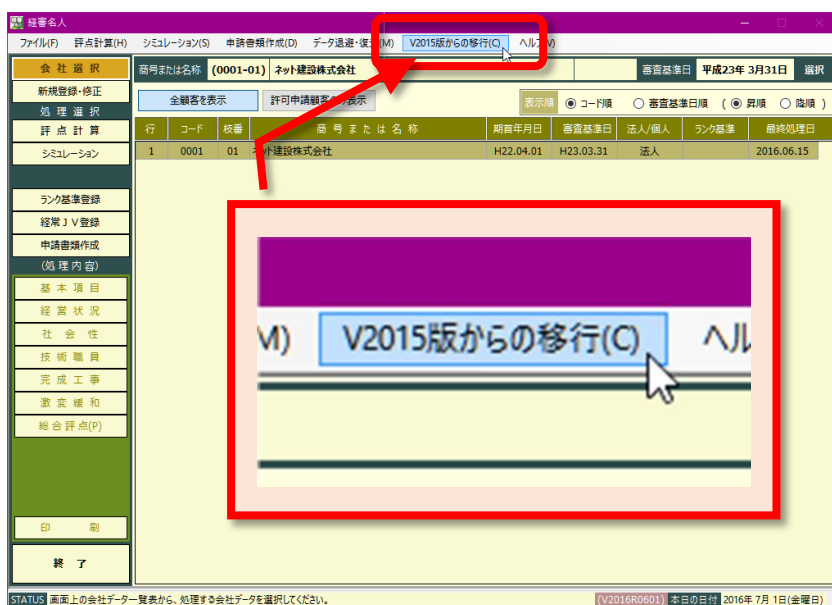 経審名人
ファイル(F) 評点計算(H) シミュレーション(S) 申請書類作成(D) データ退避・復元(M) V2015版からの移行(C) ヘルプ(V)
会 社 選 択 商号または名称 (0001-01) ネット建設株式会社 審査基準日 平成23年 3月31日 選択
新規登録・修正
全顧客を表示 許可申請顧客のみ表示 表示順 コード順 審査基準日順 ( 昇順 降順 )
処 理 選 択
評 点 計 算
行 コード 枝番 商 号 ま た は 名 称 期首年月日 審査基準日 法人/個人 ランク基準 最終処理日
シミュレーション
1 0001 01 ネット建設株式会社 H22.04.01 H23.03.31 法人 2016.06.15
ランク基準登録
経常JV登録
申請書類作成
(処 理 内 容)
基 本 項 目
経 営 状 況
社 会 性
技 術 職 員
完 成 工 事
激 変 緩 和
総 合 評 点(P)
印 刷
終 了
M) V2015版からの移行(C) ヘル
STATUS 画面上の会社データ一覧表から、処理する会社データを選択してください。 (V2016R0601) 本日の日付 2016年 7月 1日(金曜日)